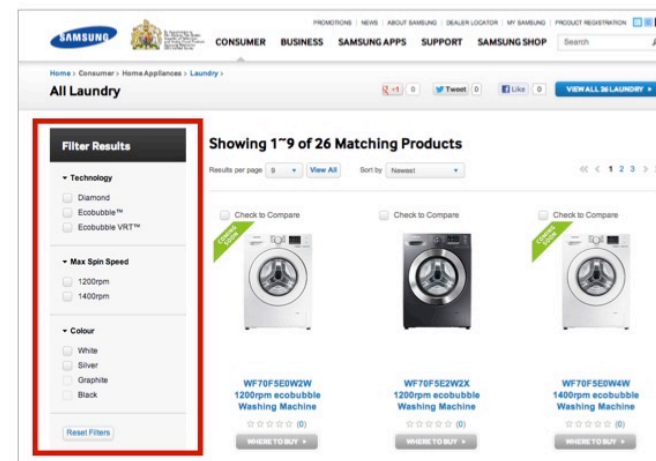 PROMOTIONS | NEWS | ABOUT SAMSUNG | DEALER LOCATOR | MY SAMSUNG | PRODUCT REGISTRATION
SAMSUNG
CONSUMER BUSINESS SAMSUNG APPS SUPPORT SAMSUNG SHOP Search
Home › Consumer › Home Appliances › Laundry ›
All Laundry
+1 0 Tweet 0 Like 0 VIEW ALL 26 LAUNDRY
Filter Results
Technology
Diamond
Ecobubble™
Ecobubble VRT™
Max Spin Speed
1200rpm
1400rpm
Colour
White
Silver
Graphite
Black
Reset Filters
Showing 1~9 of 26 Matching Products
Results per page 9 View All Sort by Newest 1 2 3
Check to Compare Check to Compare Check to Compare
COMING SOON COMING SOON
WF70F5E0W2W WF70F5E2W2X WF70F5E0W4W
1200rpm ecobubble 1200rpm ecobubble 1400rpm ecobubble
Washing Machine Washing Machine Washing Machine
(0) (0) (0)
WHERE TO BUY WHERE TO BUY WHERE TO BUY